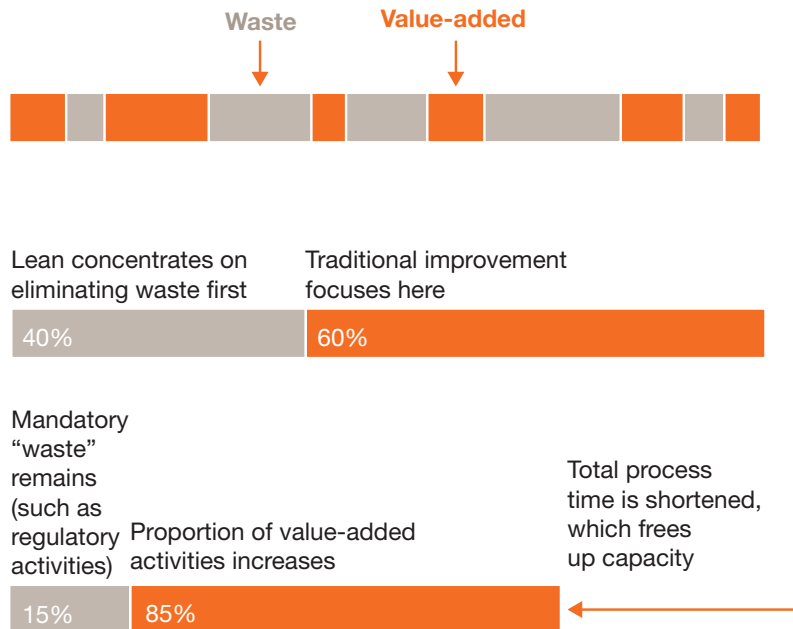 Waste
Value-added
Lean concentrates on
eliminating waste first
Traditional improvement
focuses here
40%
60%
Mandatory
“waste”
remains
(such as
regulatory
activities)
Proportion of value-added
activities increases
Total process
time is shortened,
which frees
up capacity
15%
85%